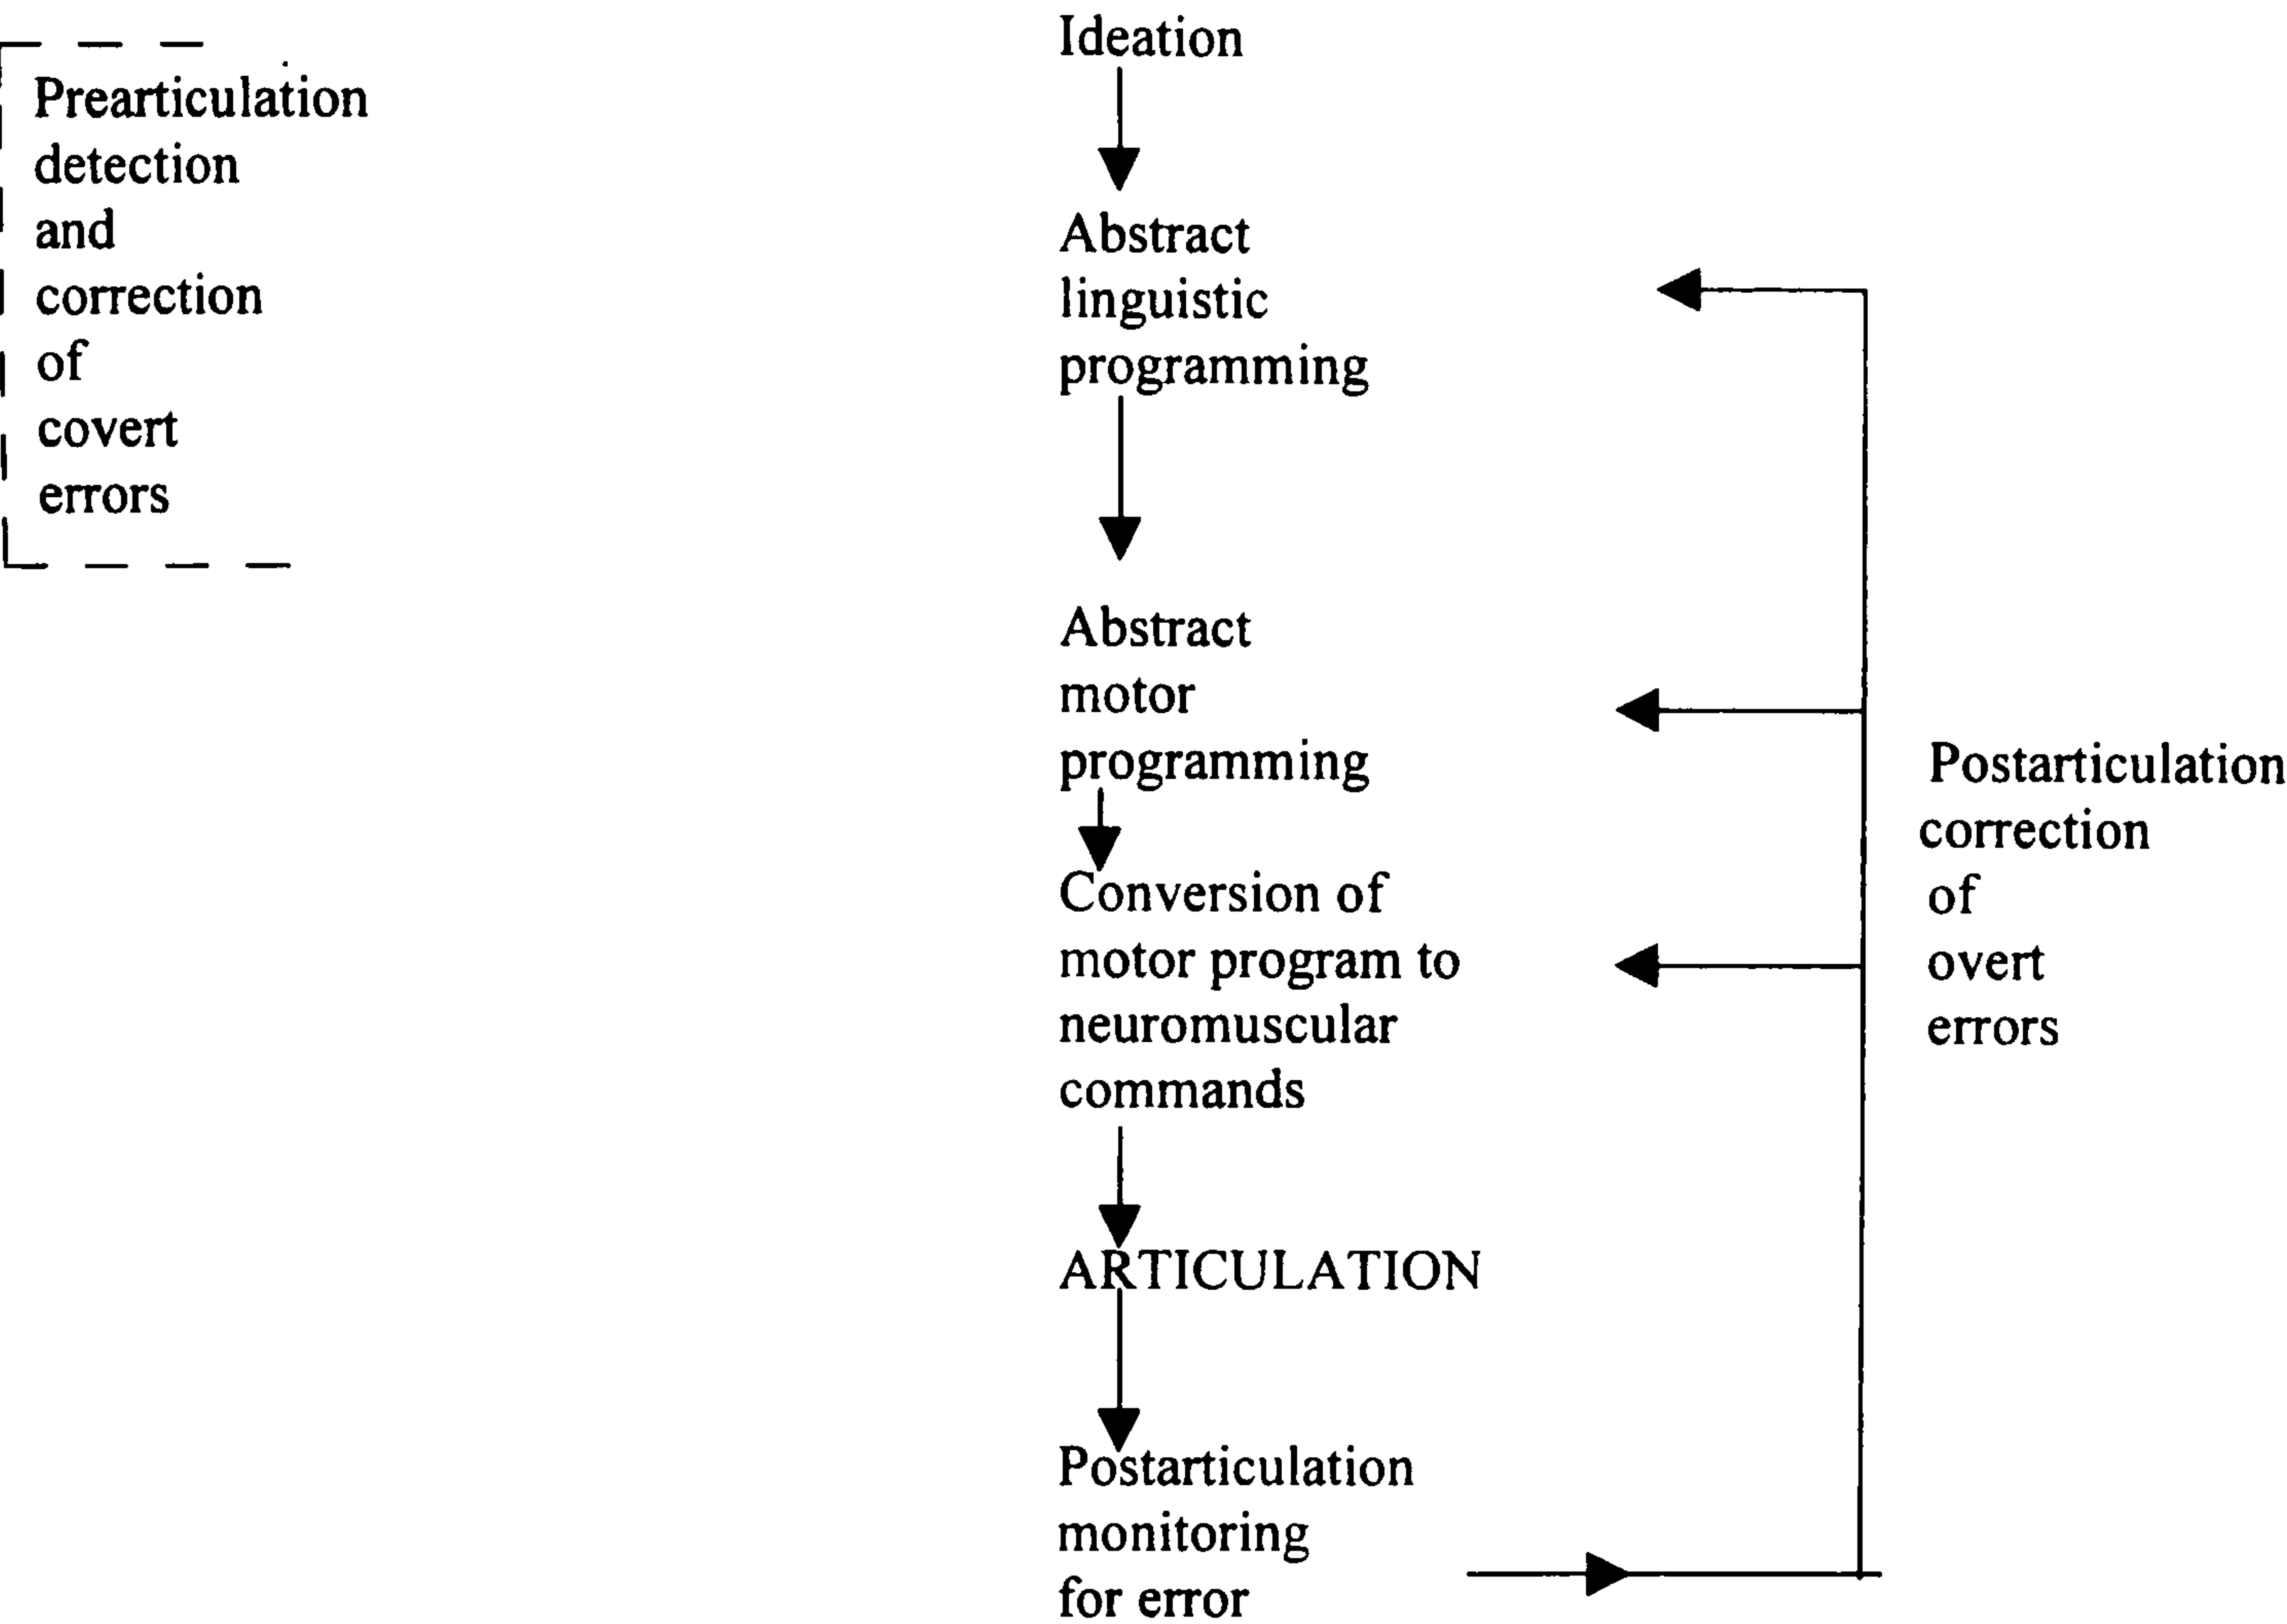 Prearticulation
detection
and
correction
of
covert
errors
Ideation
Abstract
linguistic
programming
Abstract
motor
programming
Conversion of
motor program to
neuromuscular
commands
ARTICULATION
Postarticulation
monitoring
for error
Postarticulation
correction
of
overt
errors